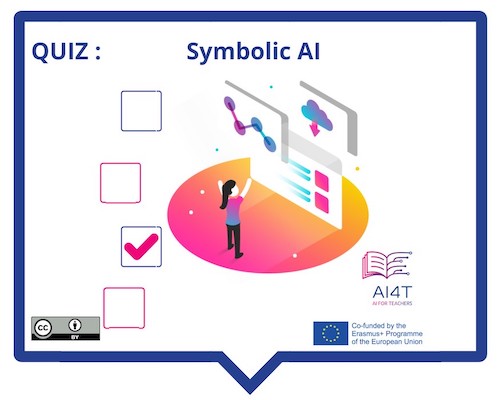 QUIZ : Symbolic AI
AI4T
AI FOR TEACHERS
CC BY
Co-funded by the
Erasmus+ Programme
of the European Union